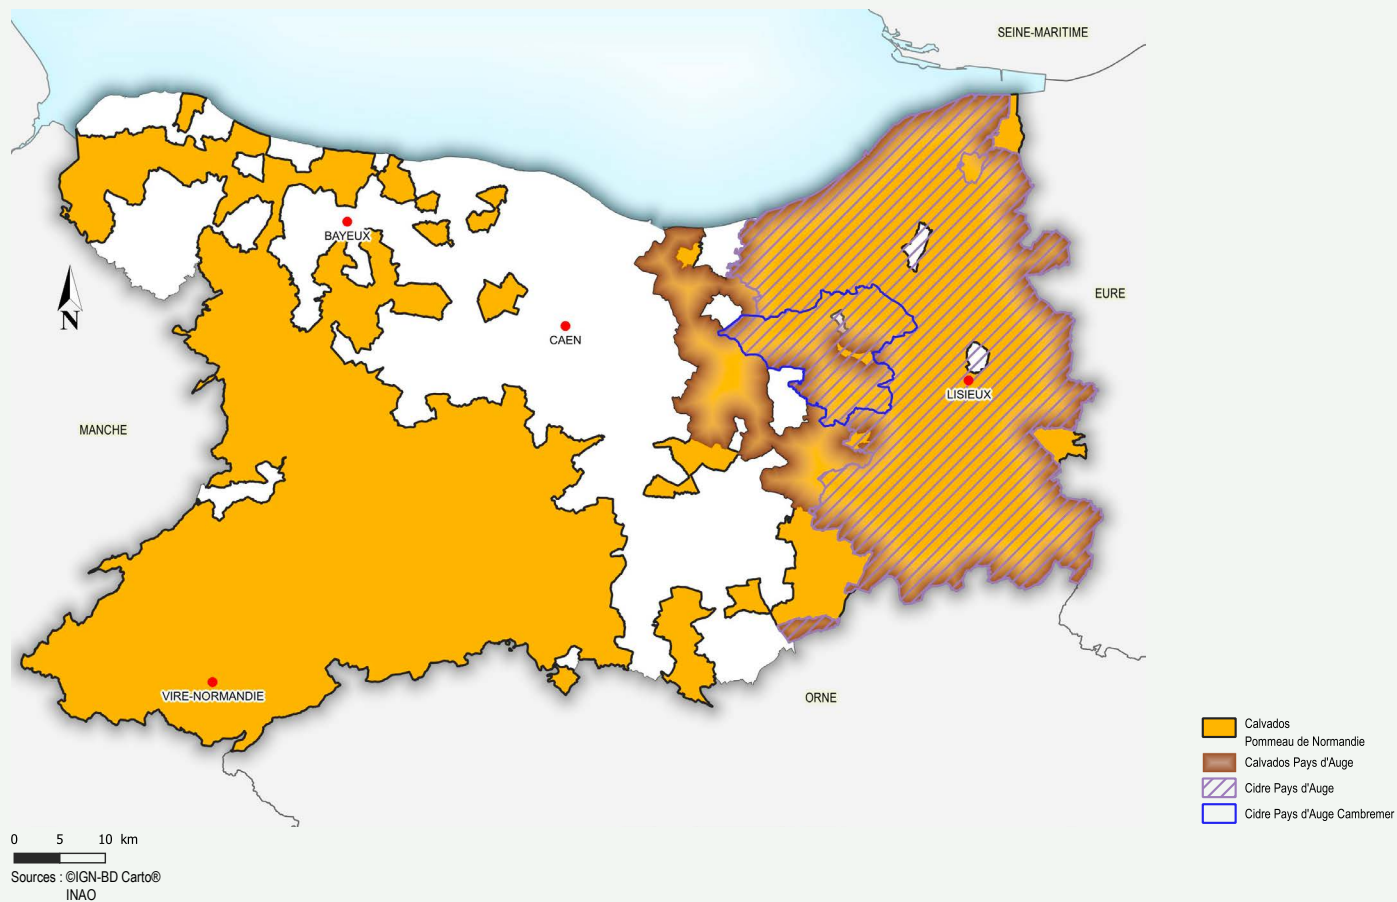 SEINE-MARITIME
BAYEUX
EURE
N
CAEN
LISIEUX
MANCHE
VIRE-NORMANDIE
ORNE
Calvados
Pommeau de Normandie
Calvados Pays d'Auge
Cidre Pays d'Auge
Cidre Pays d'Auge Cambremer
0 5 10 km
Sources : ©IGN-BD Carto®
INAO